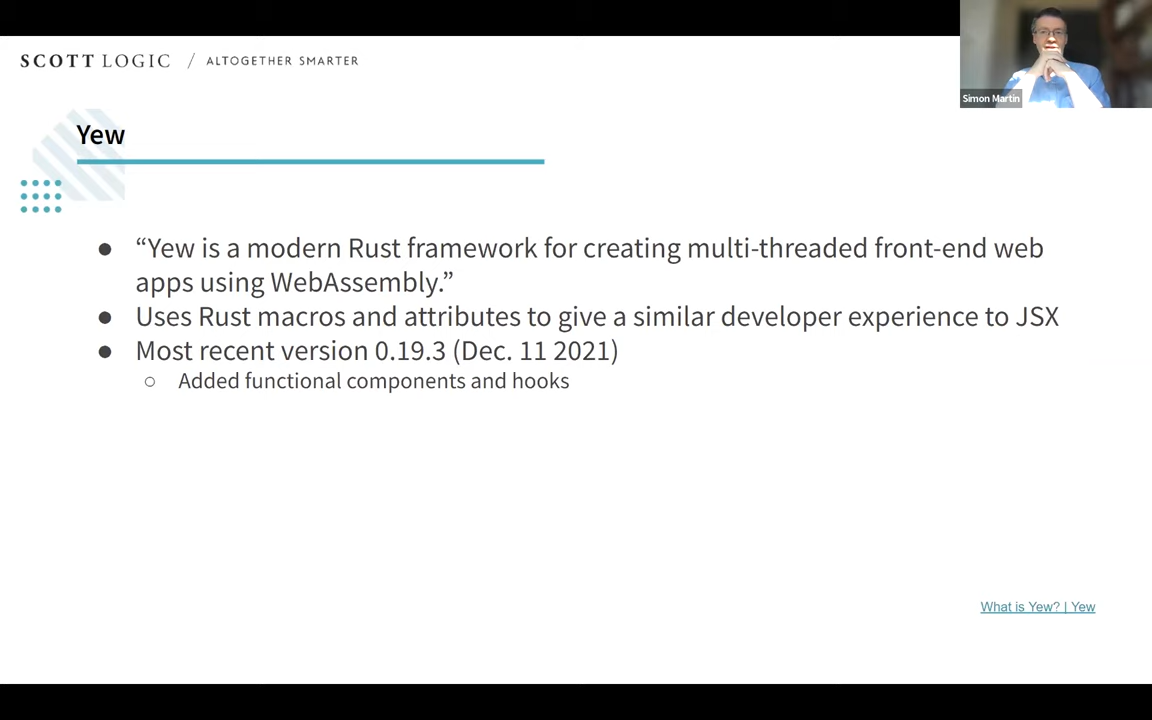 SCOTT LOGIC / ALTOGETHER SMARTER
Simon Martin
Yew
● “Yew is a modern Rust framework for creating multi-threaded front-end web
apps using WebAssembly.”
● Uses Rust macros and attributes to give a similar developer experience to JSX
● Most recent version 0.19.3 (Dec. 11 2021)
○ Added functional components and hooks
What is Yew? | Yew